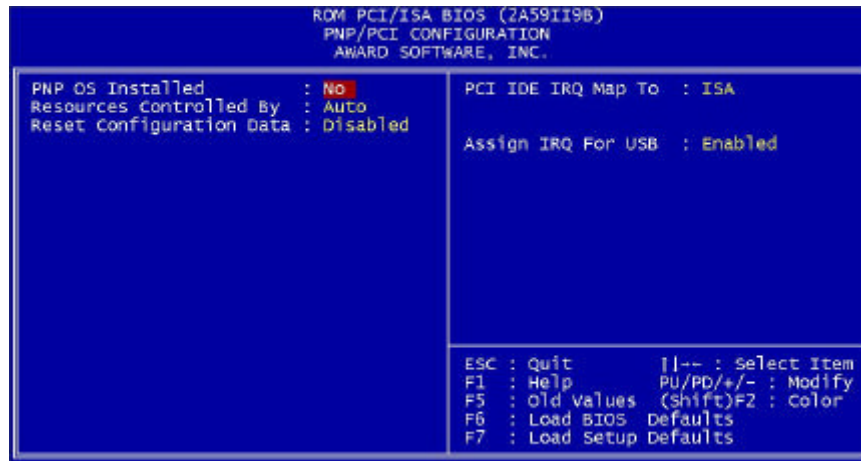 ROM PCI/ISA BIOS (2A59II9B)
PNP/PCI CONFIGURATION
AWARD SOFTWARE, INC.
PNP OS Installed : No
Resources Controlled By : Auto
Reset Configuration Data : Disabled
PCI IDE IRQ Map To : ISA
Assign IRQ For USB : Enabled
ESC : Quit ↑↓→← : Select Item
F1 : Help PU/PD/+/- : Modify
F5 : Old Values (Shift)F2 : Color
F6 : Load BIOS Defaults
F7 : Load Setup Defaults